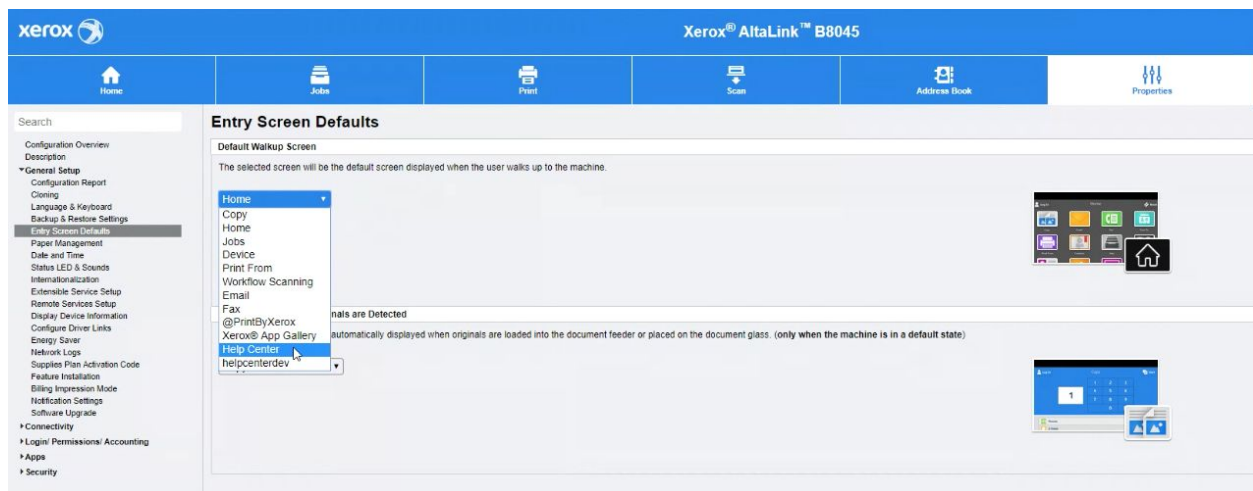 xerox
Xerox® AltaLink™ B8045
Home
Jobs
Print
Scan
Address Book
Properties
Search
Configuration Overview
Description
General Setup
Configuration Report
Cloning
Language & Keyboard
Backup & Restore Settings
Entry Screen Defaults
Paper Management
Date and Time
Status LED & Sounds
Internationalization
Extensible Service Setup
Remote Services Setup
Display Device Information
Configure Driver Links
Energy Saver
Network Logs
Supplies Plan Activation Code
Feature Installation
Billing Impression Mode
Notification Settings
Software Upgrade
Connectivity
Login/ Permissions/ Accounting
Apps
Security
Entry Screen Defaults
Default Walkup Screen
The selected screen will be the default screen displayed when the user walks up to the machine.
Home
Copy
Home
Jobs
Device
Print From
Workflow Scanning
Email
Fax
@PrintByXerox
Xerox® App Gallery
Help Center
helpcenterdev
are Detected
automatically displayed when originals are loaded into the document feeder or placed on the document glass. (only when the machine is in a default state)
1